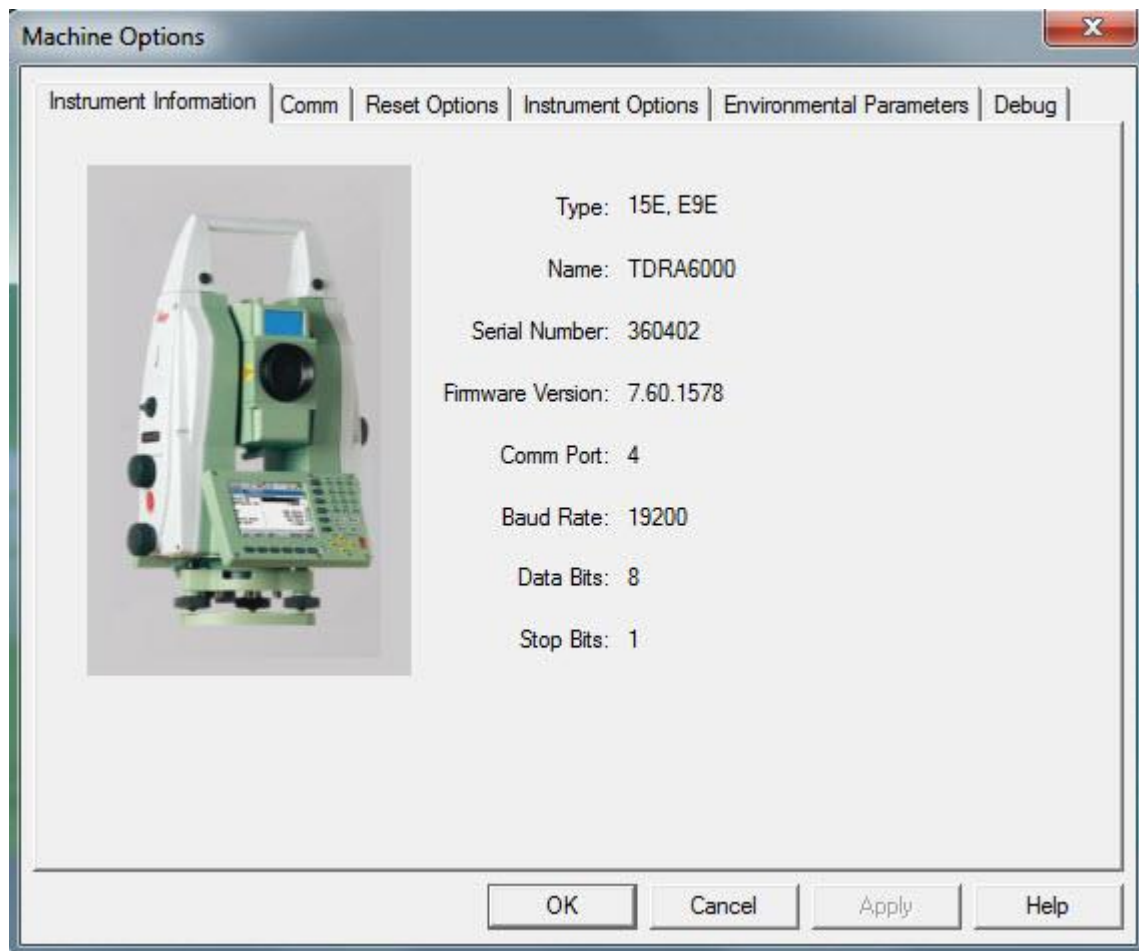 Machine Options
Instrument Information Comm Reset Options Instrument Options Environmental Parameters Debug
Type: 15E, E9E
Name: TDRA6000
Serial Number: 360402
Firmware Version: 7.60.1578
Comm Port: 4
Baud Rate: 19200
Data Bits: 8
Stop Bits: 1
OK Cancel Apply Help